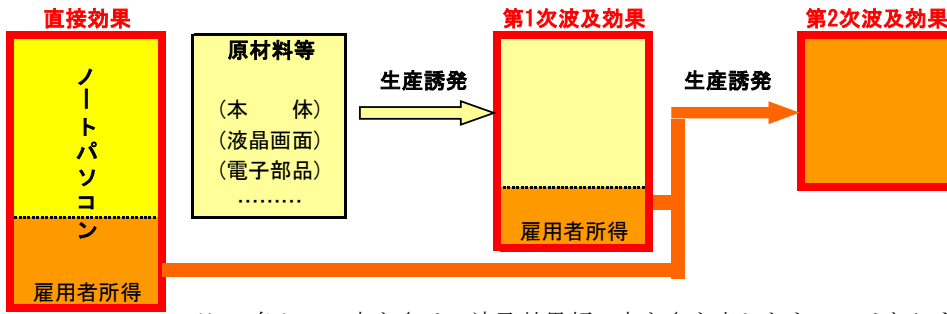 直接効果
第1次波及効果
第2次波及効果
ノートパソコン
雇用者所得
原材料等
(本　　体)
(液晶画面)
(電子部品)
………
生産誘発
雇用者所得
生産誘発